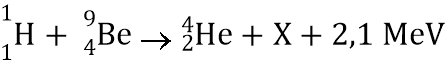 ¹₁H + ⁹₄Be → ⁴₂He + X + 2,1 MeV